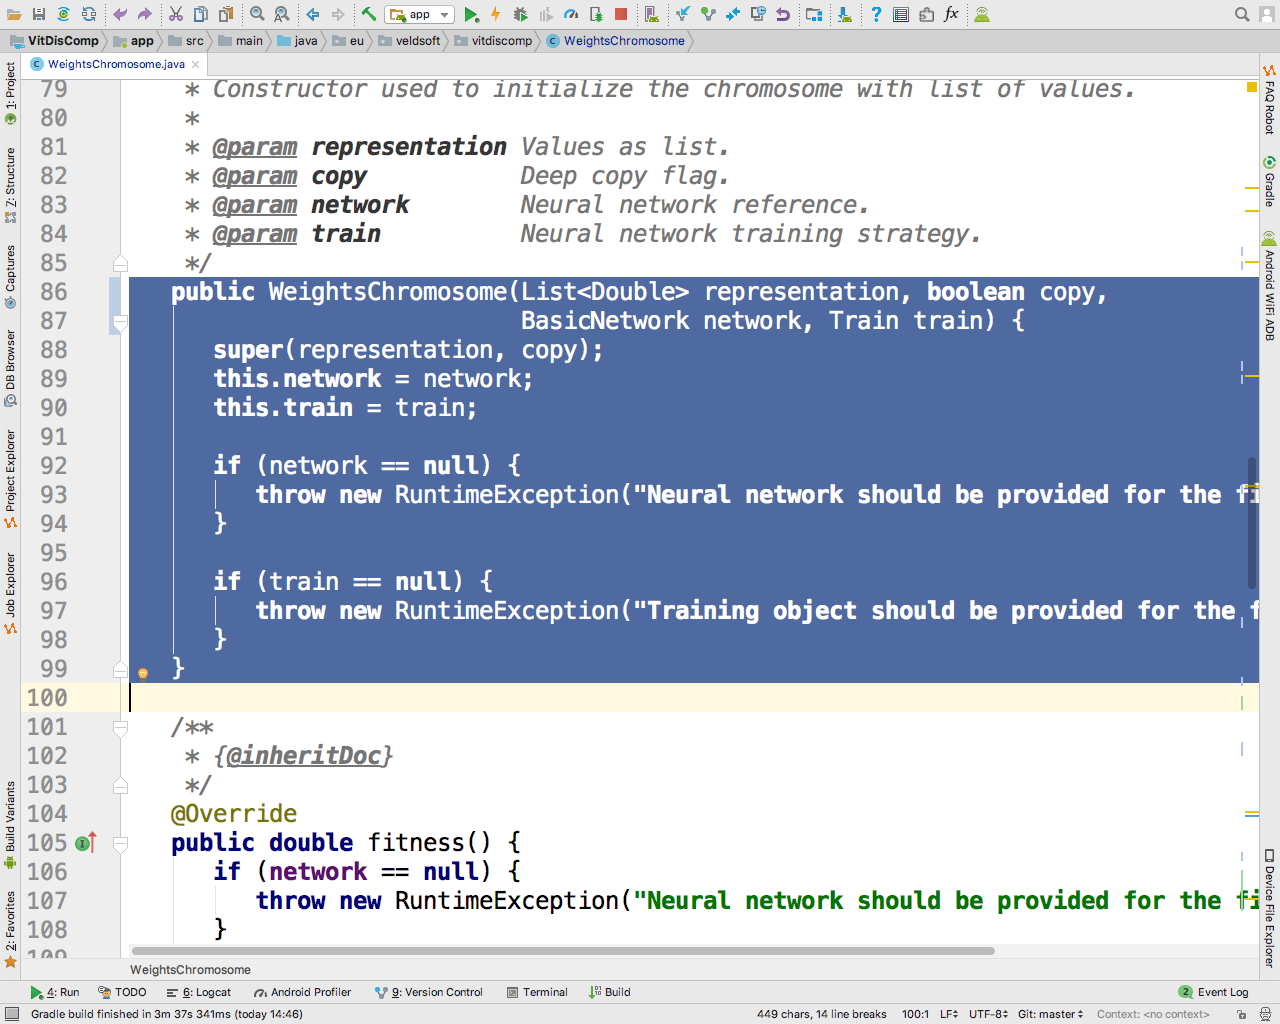 app
VitDisComp app src main java eu veldsoft vitdiscomp WeightsChromosome
WeightsChromosome.java
1: Project
Z: Structure
Captures
DB Browser
Project Explorer
Job Explorer
Build Variants
2: Favorites
79 * Constructor used to initialize the chromosome with list of values.
80 *
81 * @param representation Values as list.
82 * @param copy Deep copy flag.
83 * @param network Neural network reference.
84 * @param train Neural network training strategy.
85 */
86 public WeightsChromosome(List<Double> representation, boolean copy,
87 BasicNetwork network, Train train) {
88 super(representation, copy);
89 this.network = network;
90 this.train = train;
91
92 if (network == null) {
93 throw new RuntimeException("Neural network should be provided for the fi
94 }
95
96 if (train == null) {
97 throw new RuntimeException("Training object should be provided for the f
98 }
99 }
100
101 /**
102 * {@inheritDoc}
103 */
104 @Override
105 public double fitness() {
106 if (network == null) {
107 throw new RuntimeException("Neural network should be provided for the fi
108 }
109
FAQ Robot
Gradle
Android WiFi ADB
Device File Explorer
WeightsChromosome
4: Run TODO 6: Logcat Android Profiler 9: Version Control Terminal Build 2 Event Log
Gradle build finished in 3m 37s 341ms (today 14:46) 449 chars, 14 line breaks 100:1 LF UTF-8 Git: master Context: <no context>